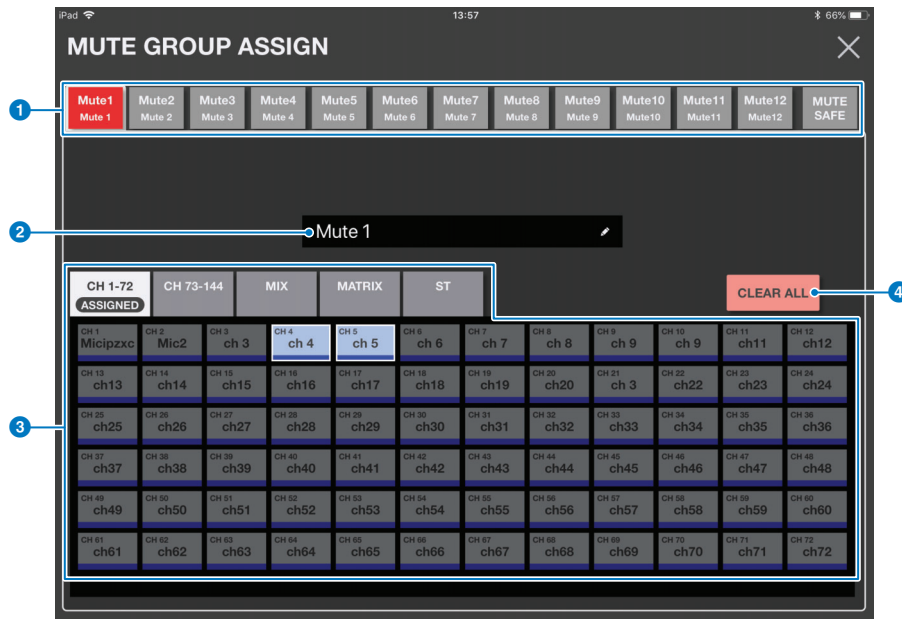 iPad 13:57 66%
MUTE GROUP ASSIGN
1
Mute1 Mute2 Mute3 Mute4 Mute5 Mute6 Mute7 Mute8 Mute9 Mute10 Mute11 Mute12 MUTE
Mute 1 Mute 2 Mute 3 Mute 4 Mute 5 Mute 6 Mute 7 Mute 8 Mute 9 Mute10 Mute11 Mute12 SAFE
2
Mute 1
CH 1-72 CH 73-144 MIX MATRIX ST
ASSIGNED
CLEAR ALL
4
3
CH 1 CH 2 CH 3 CH 4 CH 5 CH 6 CH 7 CH 8 CH 9 CH 10 CH 11 CH 12
Micipzxc Mic2 ch 3 ch 4 ch 5 ch 6 ch 7 ch 8 ch 9 ch 9 ch11 ch12
CH 13 CH 14 CH 15 CH 16 CH 17 CH 18 CH 19 CH 20 CH 21 CH 22 CH 23 CH 24
ch13 ch14 ch15 ch16 ch17 ch18 ch19 ch20 ch 3 ch22 ch23 ch24
CH 25 CH 26 CH 27 CH 28 CH 29 CH 30 CH 31 CH 32 CH 33 CH 34 CH 35 CH 36
ch25 ch26 ch27 ch28 ch29 ch30 ch31 ch32 ch33 ch34 ch35 ch36
CH 37 CH 38 CH 39 CH 40 CH 41 CH 42 CH 43 CH 44 CH 45 CH 46 CH 47 CH 48
ch37 ch38 ch39 ch40 ch41 ch42 ch43 ch44 ch45 ch46 ch47 ch48
CH 49 CH 50 CH 51 CH 52 CH 53 CH 54 CH 55 CH 56 CH 57 CH 58 CH 59 CH 60
ch49 ch50 ch51 ch52 ch53 ch54 ch55 ch56 ch57 ch58 ch59 ch60
CH 61 CH 62 CH 63 CH 64 CH 65 CH 66 CH 67 CH 68 CH 69 CH 70 CH 71 CH 72
ch61 ch62 ch63 ch64 ch65 ch66 ch67 ch68 ch69 ch70 ch71 ch72